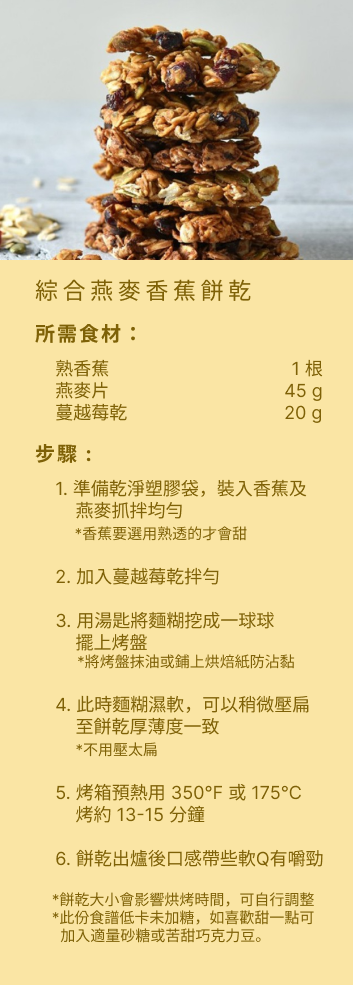 綜合燕麥香蕉餅乾
所需食材：
熟香蕉 1 根
燕麥片 45 g
蔓越莓乾 20 g
步驟：
1. 準備乾淨塑膠袋，裝入香蕉及
燕麥抓拌均勻
*香蕉要選用熟透的才會甜
2. 加入蔓越莓乾拌勻
3. 用湯匙將麵糊挖成一球球
擺上烤盤
*將烤盤抹油或鋪上烘焙紙防沾黏
4. 此時麵糊濕軟，可以稍微壓扁
至餅乾厚薄度一致
*不用壓太扁
5. 烤箱預熱用 350°F 或 175°C
烤約 13-15 分鐘
6. 餅乾出爐後口感帶些軟Q有嚼勁
*餅乾大小會影響烘烤時間，可自行調整
*此份食譜低卡未加糖，如喜歡甜一點可
加入適量砂糖或苦甜巧克力豆。